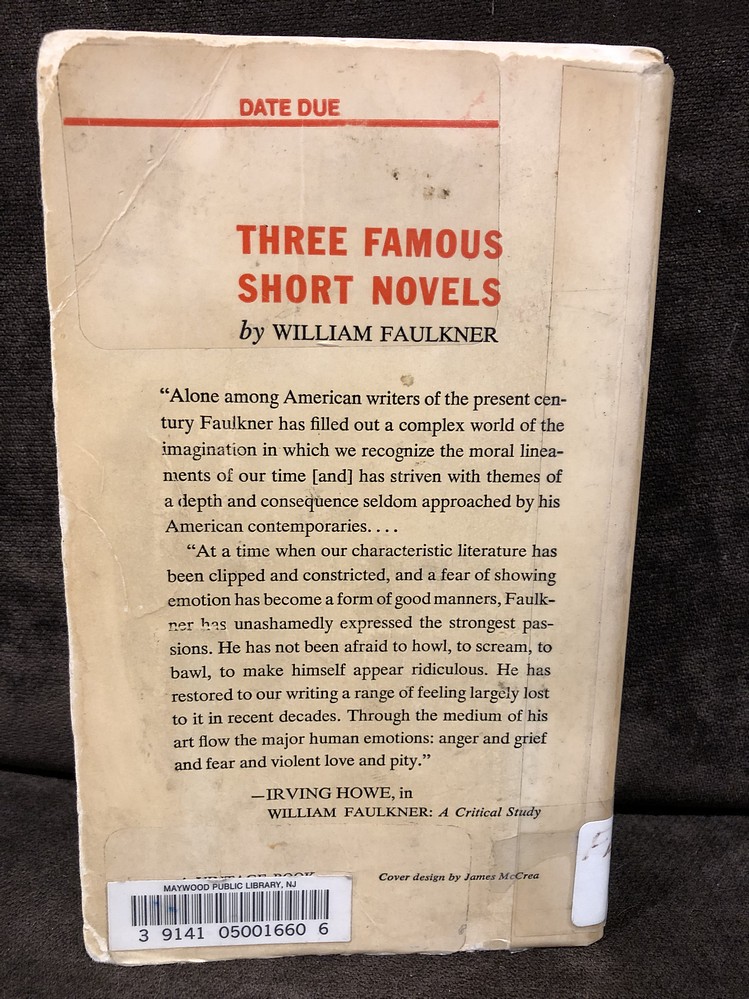 DATE DUE
THREE FAMOUS
SHORT NOVELS
by WILLIAM FAULKNER
“Alone among American writers of the present cen-
tury Faulkner has filled out a complex world of the
imagination in which we recognize the moral linea-
ments of our time [and] has striven with themes of
a depth and consequence seldom approached by his
American contemporaries....
“At a time when our characteristic literature has
been clipped and constricted, and a fear of showing
emotion has become a form of good manners, Faulk-
ner has unashamedly expressed the strongest pas-
sions. He has not been afraid to howl, to scream, to
bawl, to make himself appear ridiculous. He has
restored to our writing a range of feeling largely lost
to it in recent decades. Through the medium of his
art flow the major human emotions: anger and grief
and fear and violent love and pity.”
—IRVING HOWE, in
WILLIAM FAULKNER: A Critical Study
Cover design by James McCrea
MAYWOOD PUBLIC LIBRARY, NJ
3 9141 05001660 6